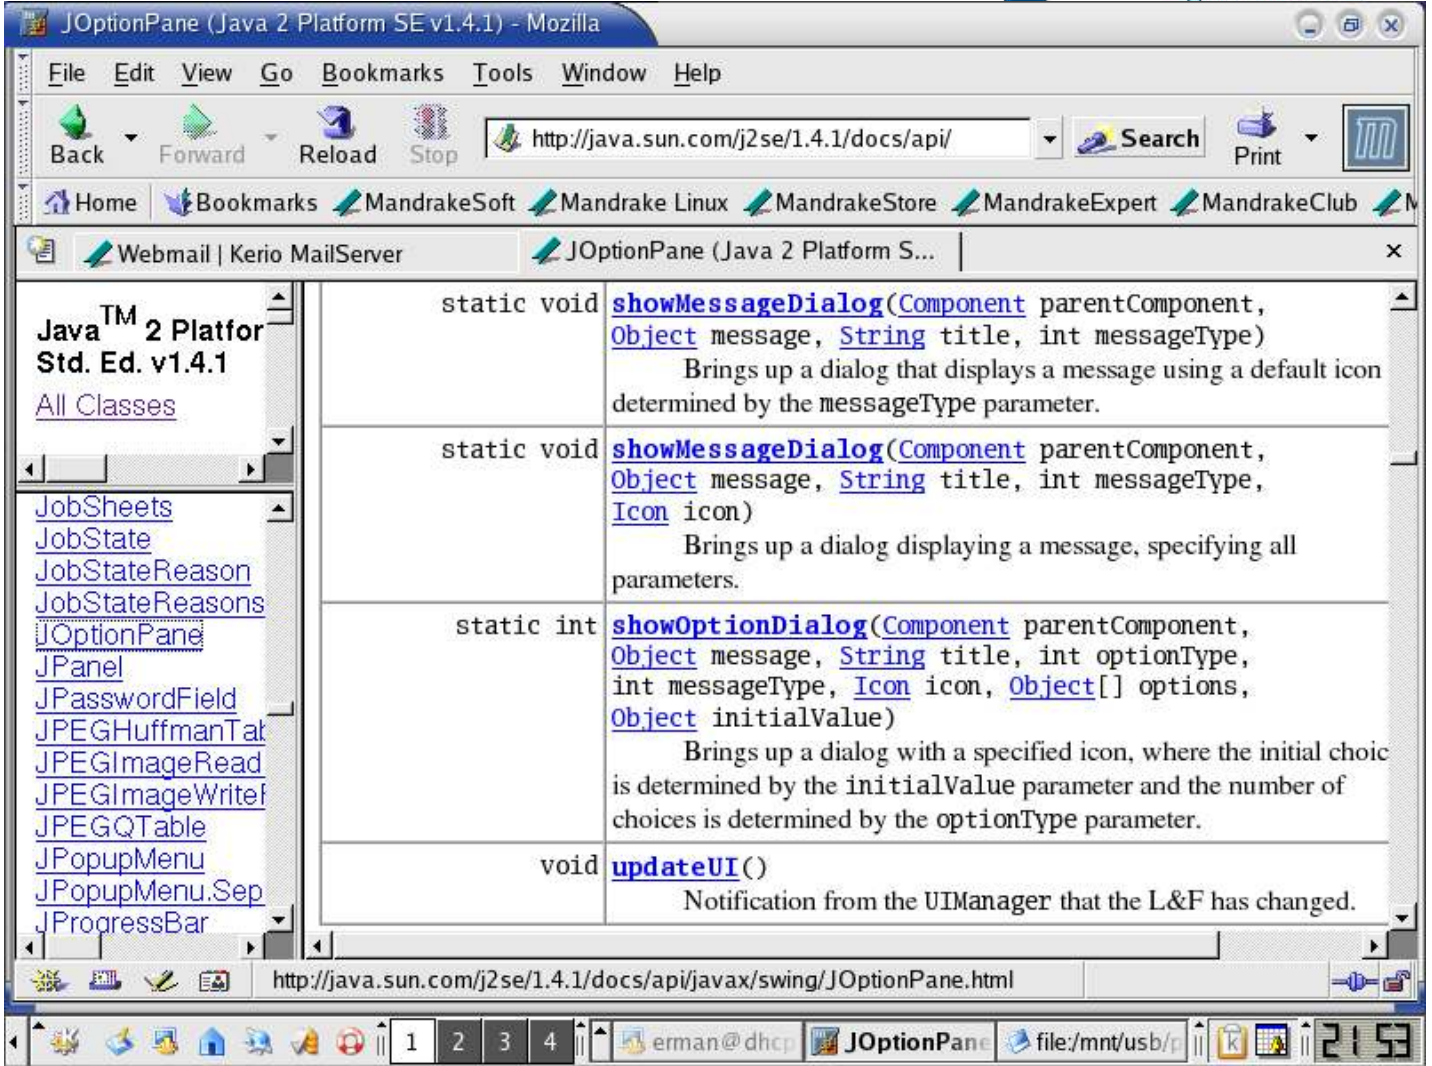 JOptionPane (Java 2 Platform SE v1.4.1) - Mozilla
File Edit View Go Bookmarks Tools Window Help
Back Forward Reload Stop http://java.sun.com/j2se/1.4.1/docs/api/ Search Print
Home Bookmarks MandrakeSoft Mandrake Linux MandrakeStore MandrakeExpert MandrakeClub M
Webmail | Kerio MailServer JOptionPane (Java 2 Platform S...
Java™ 2 Platfor
Std. Ed. v1.4.1
All Classes
JobSheets
JobState
JobStateReason
JobStateReasons
JOptionPane
JPanel
JPasswordField
JPEGHuffmanTab
JPEGImageRead
JPEGImageWriteP
JPEGQTable
JPopupMenu
JPopupMenu.Sep
JProgressBar
static void showMessageDialog(Component parentComponent,
Object message, String title, int messageType)
Brings up a dialog that displays a message using a default icon
determined by the messageType parameter.
static void showMessageDialog(Component parentComponent,
Object message, String title, int messageType,
Icon icon)
Brings up a dialog displaying a message, specifying all
parameters.
static int showOptionDialog(Component parentComponent,
Object message, String title, int optionType,
int messageType, Icon icon, Object[] options,
Object initialValue)
Brings up a dialog with a specified icon, where the initial choic
is determined by the initialValue parameter and the number of
choices is determined by the optionType parameter.
void updateUI()
Notification from the UIManager that the L&F has changed.
http://java.sun.com/j2se/1.4.1/docs/api/javax/swing/JOptionPane.html
1 2 3 4 erman@dhcp JOptionPane file:/mnt/usb/p 21 53